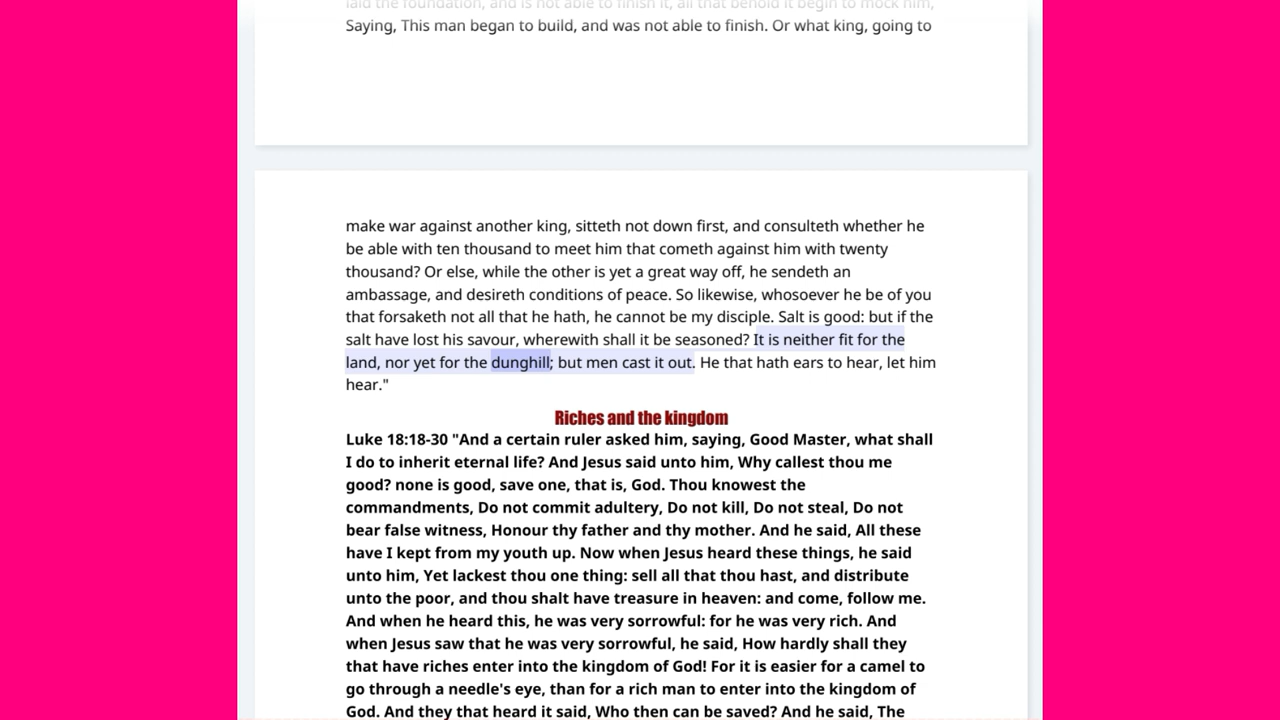 laid the foundation, and is not able to finish it, all that behold it begin to mock him,
Saying, This man began to build, and was not able to finish. Or what king, going to
make war against another king, sitteth not down first, and consulteth whether he
be able with ten thousand to meet him that cometh against him with twenty
thousand? Or else, while the other is yet a great way off, he sendeth an
ambassage, and desireth conditions of peace. So likewise, whosoever he be of you
that forsaketh not all that he hath, he cannot be my disciple. Salt is good: but if the
salt have lost his savour, wherewith shall it be seasoned? It is neither fit for the
land, nor yet for the dunghill; but men cast it out. He that hath ears to hear, let him
hear."
Riches and the kingdom
Luke 18:18-30 "And a certain ruler asked him, saying, Good Master, what shall
I do to inherit eternal life? And Jesus said unto him, Why callest thou me
good? none is good, save one, that is, God. Thou knowest the
commandments, Do not commit adultery, Do not kill, Do not steal, Do not
bear false witness, Honour thy father and thy mother. And he said, All these
have I kept from my youth up. Now when Jesus heard these things, he said
unto him, Yet lackest thou one thing: sell all that thou hast, and distribute
unto the poor, and thou shalt have treasure in heaven: and come, follow me.
And when he heard this, he was very sorrowful: for he was very rich. And
when Jesus saw that he was very sorrowful, he said, How hardly shall they
that have riches enter into the kingdom of God! For it is easier for a camel to
go through a needle's eye, than for a rich man to enter into the kingdom of
God. And they that heard it said, Who then can be saved? And he said, The